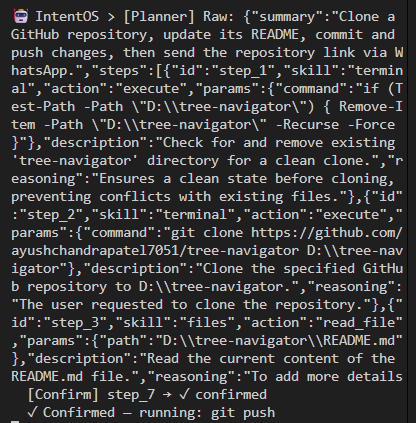 IntentOS > [Planner] Raw: {"summary":"Clone a
GitHub repository, update its README, commit and
push changes, then send the repository link via W
hatsApp.","steps":[{"id":"step_1","skill":"termin
al","action":"execute","params":{"command":"if (T
est-Path -Path \"D:\\tree-navigator\") { Remove-I
tem -Path \"D:\\tree-navigator\" -Recurse -Force
}"},"description":"Check for and remove existing
'tree-navigator' directory for a clean clone.","r
easoning":"Ensures a clean state before cloning,
preventing conflicts with existing files."},{"id"
:"step_2","skill":"terminal","action":"execute","
params":{"command":"git clone https://github.com/
ayushchandrapatel7051/tree-navigator D:\\tree-nav
igator"},"description":"Clone the specified GitHu
b repository to D:\\tree-navigator.","reasoning":
"The user requested to clone the repository."},{"
id":"step_3","skill":"files","action":"read_file"
,"params":{"path":"D:\\tree-navigator\\README.md"
},"description":"Read the current content of the
README.md file.","reasoning":"To add more details
[Confirm] step_7 → ✓ confirmed
✓ Confirmed — running: git push